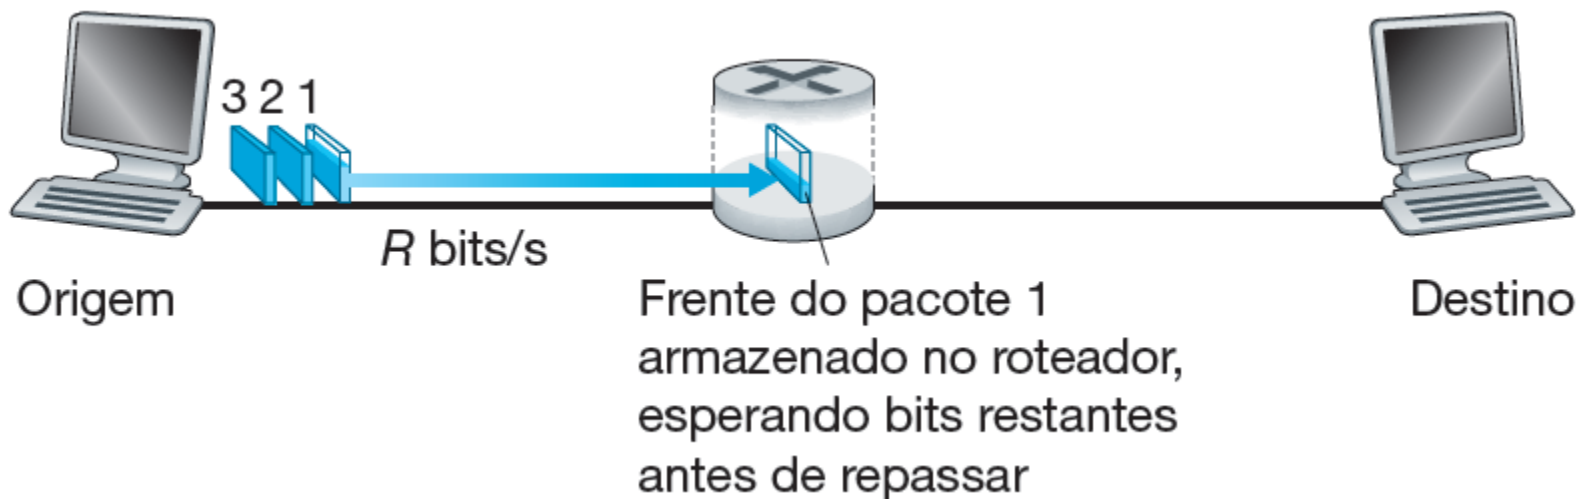 3 2 1
R bits/s
Origem
Frente do pacote 1
armazenado no roteador,
esperando bits restantes
antes de repassar
Destino